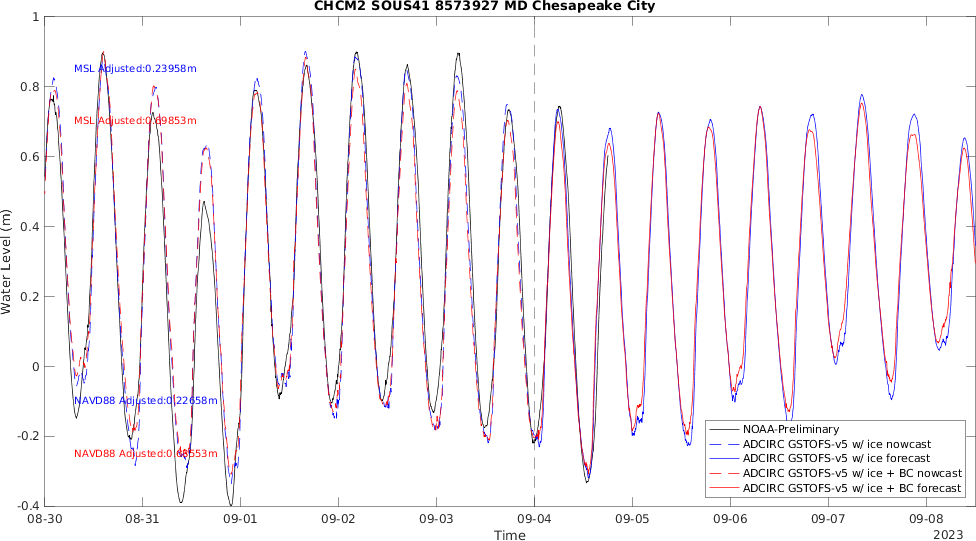 CHCM2 SOUS41 8573927 MD Chesapeake City
1
0.8
0.6
0.4
0.2
0
-0.2
-0.4
Water Level (m)
MSL Adjusted:0.23958m
MSL Adjusted:0.69853m
NAVD88 Adjusted:0.22658m
NAVD88 Adjusted:0.68553m
NOAA-Preliminary
ADCIRC GSTOFS-v5 w/ ice nowcast
ADCIRC GSTOFS-v5 w/ ice forecast
ADCIRC GSTOFS-v5 w/ ice + BC nowcast
ADCIRC GSTOFS-v5 w/ ice + BC forecast
08-30 08-31 09-01 09-02 09-03 09-04 09-05 09-06 09-07 09-08
Time
2023